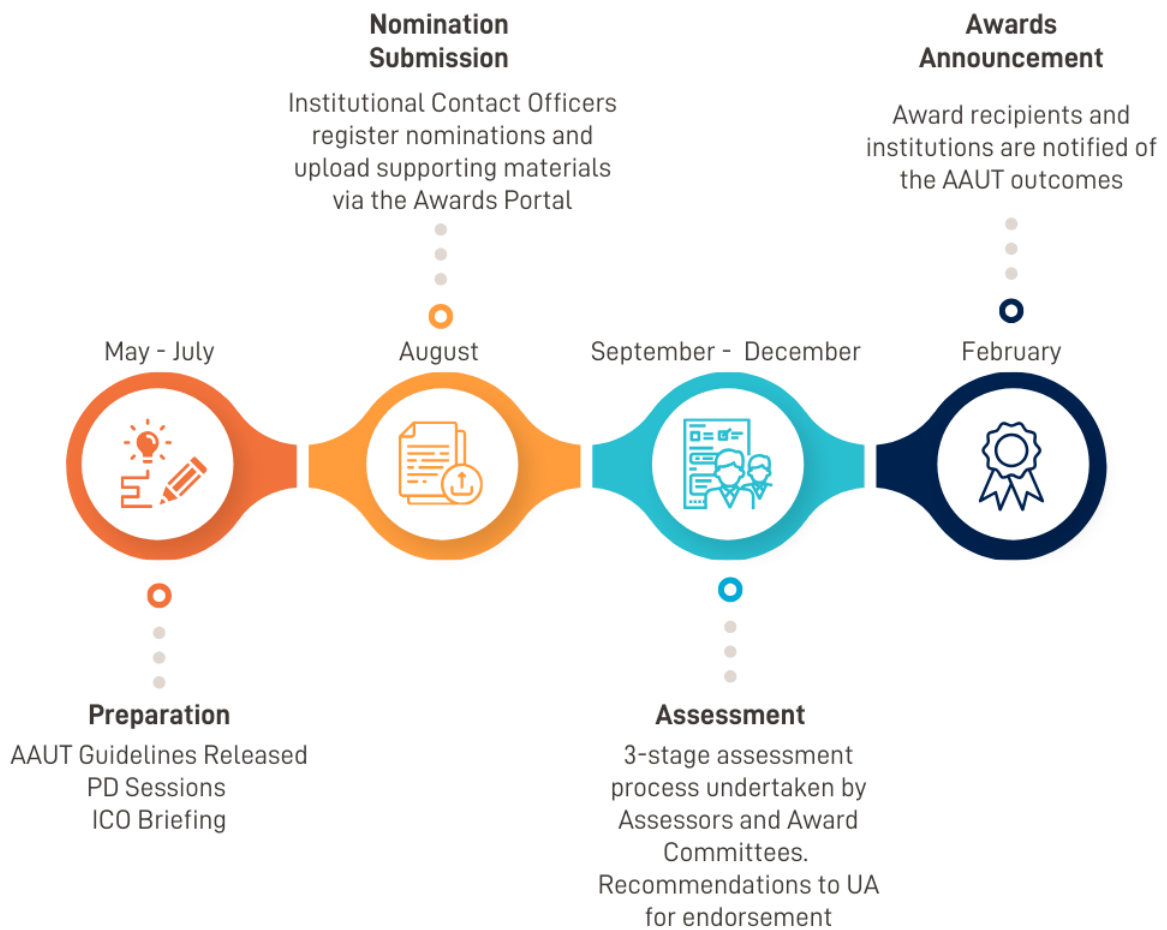 Nomination
Submission
Institutional Contact Officers
register nominations and
upload supporting materials
via the Awards Portal
Awards
Announcement
Award recipients and
institutions are notified of
the AAUT outcomes
May - July
August
September - December
February
Preparation
AAUT Guidelines Released
PD Sessions
ICO Briefing
Assessment
3-stage assessment
process undertaken by
Assessors and Award
Committees.
Recommendations to UA
for endorsement